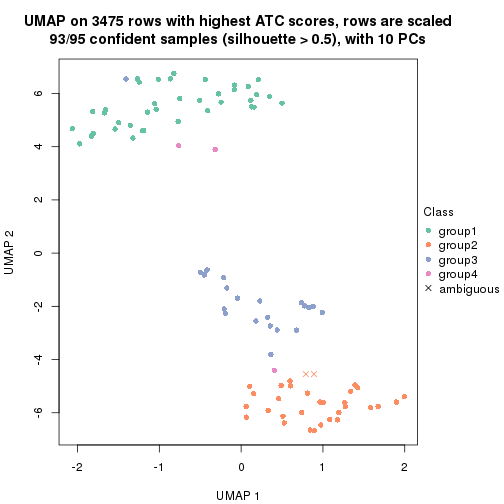 UMAP on 3475 rows with highest ATC scores, rows are scaled
93/95 confident samples (silhouette > 0.5), with 10 PCs
6
4
2
0
-2
-4
-6
UMAP 2
-2
-1
0
1
2
UMAP 1
Class
group1
group2
group3
group4
ambiguous